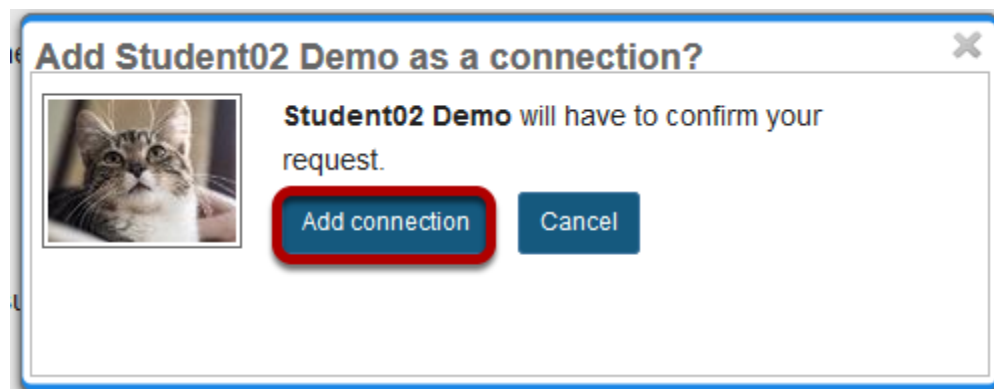 Add Student02 Demo as a connection?
Student02 Demo will have to confirm your
request.
Add connection
Cancel